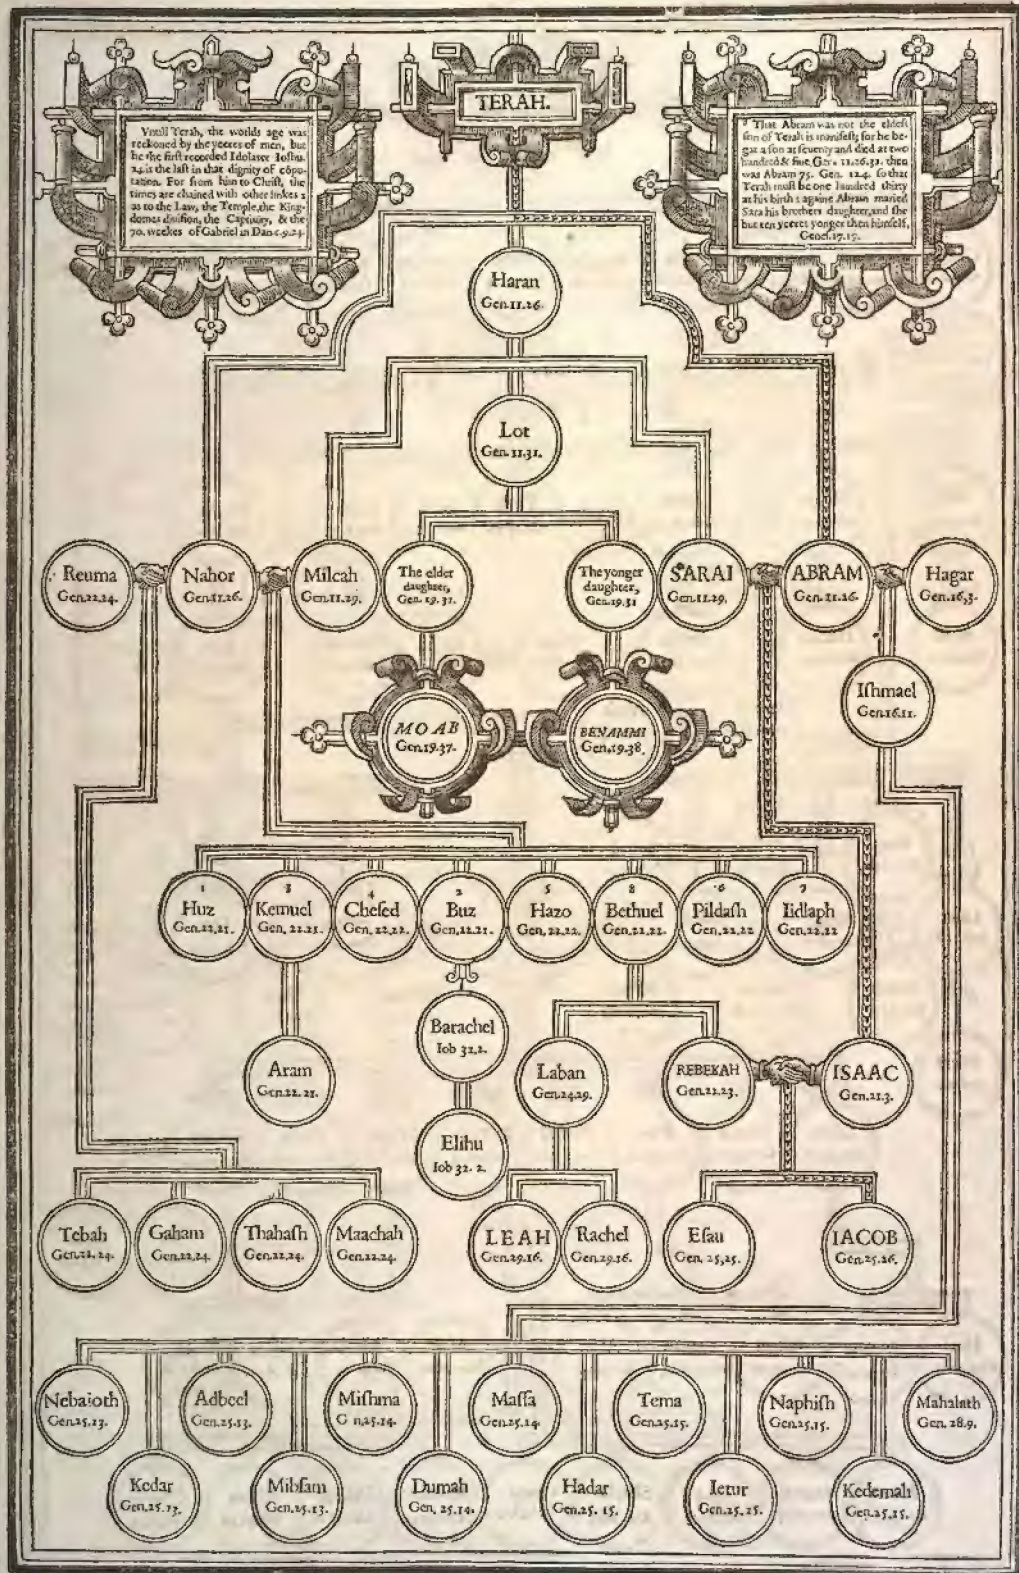 TERAH.
Vntill Terah, the worlds age was
reckoned by the yeeres of men, but
he the first recorded Idolater Ioshu.
24. is the last in that dignity of cōpu-
tation. For from him to Christ, the
times are chained with other linkes:
as to the Law, the Temple, the King-
domes diuision, the Captiuity, & the
70. weekes of Gabriel in Dan. 9.24
That Abram was not the eldest
son of Terah is manifest; for he be-
gat a son at seuenty and died at two
hundred & fiue, Gen. 11.26.32. then
was Abram 75. Gen. 12.4. so that
Terah must be one hundred thirty
at his birth: againe Abram maried
Sara his brothers daughter, and she
but ten yeeres yonger then himself,
Genes.17.17.
Haran
Gen.11.26.
Lot
Gen.11.31.
Reuma
Gen.22.24.
Nahor
Gen.11.26.
Milcah
Gen.11.29.
The elder
daughter,
Gen. 19.31.
The yonger
daughter,
Gen.19.31
SARAI
Gen.11.29.
ABRAM
Gen.11.26.
Hagar
Gen.16,3.
Iſhmael
Gen.16.11.
MOAB
Gen.19.37.
BENAMMI
Gen.19.38.
1
Huz
Gen.22.21.
3
Kemuel
Gen.22.21.
4
Cheſed
Gen.22.22.
2
Buz
Gen.22.21.
5
Hazo
Gen.22.22.
8
Bethuel
Gen.22.22.
6
Pildaſh
Gen.22.22
7
Iidlaph
Gen.22.22
Aram
Gen.22.21.
Barachel
Iob 32.2.
Elihu
Iob 32. 2.
Laban
Gen.24.29.
REBEKAH
Gen.22.23.
ISAAC
Gen.21.3.
Tebah
Gen.22.24.
Gaham
Gen.22.24.
Thahaſh
Gen.22.24.
Maachah
Gen.22.24.
LEAH
Gen.29.16.
Rachel
Gen.29.16.
Eſau
Gen. 25,25.
IACOB
Gen.25.26.
Nebaioth
Gen.25.13.
Adbeel
Gen.25.13.
Miſhma
G n.25.14.
Maſſa
Gen.25.14
Tema
Gen.25.15.
Naphiſh
Gen.25.15.
Mahalath
Gen. 28.9.
Kedar
Gen.25.13.
Mibſam
Gen.25.13.
Dumah
Gen. 25.14.
Hadar
Gen.25. 15.
Ietur
Gen.25.15.
Kedemah
Gen.25.15.